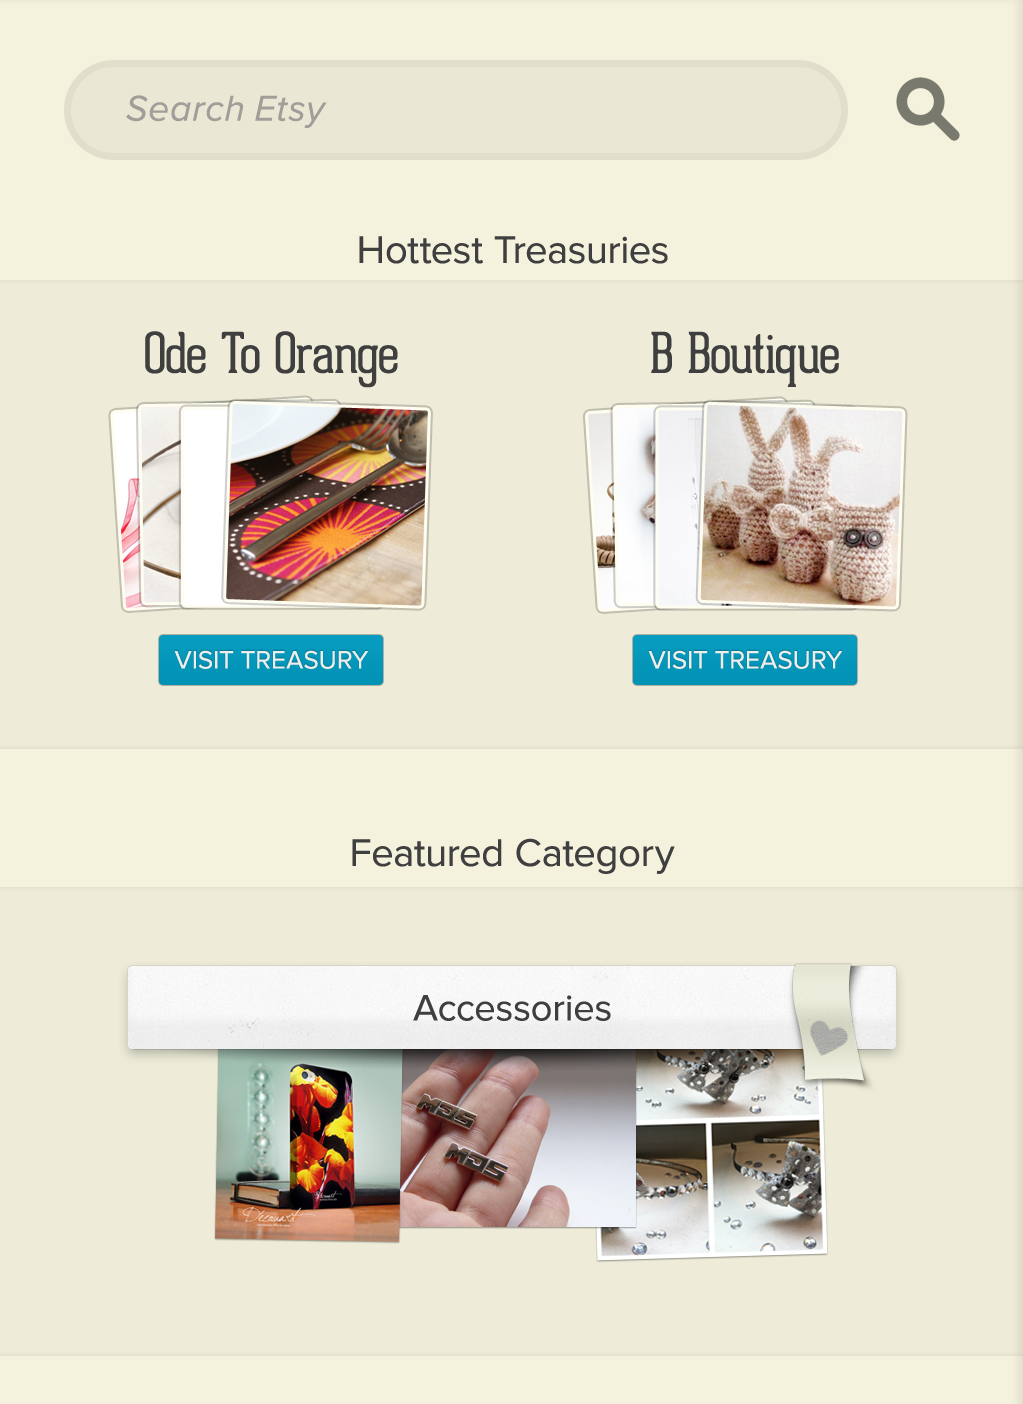 Search Etsy
Hottest Treasuries
Ode To Orange
B Boutique
VISIT TREASURY
VISIT TREASURY
Featured Category
Accessories